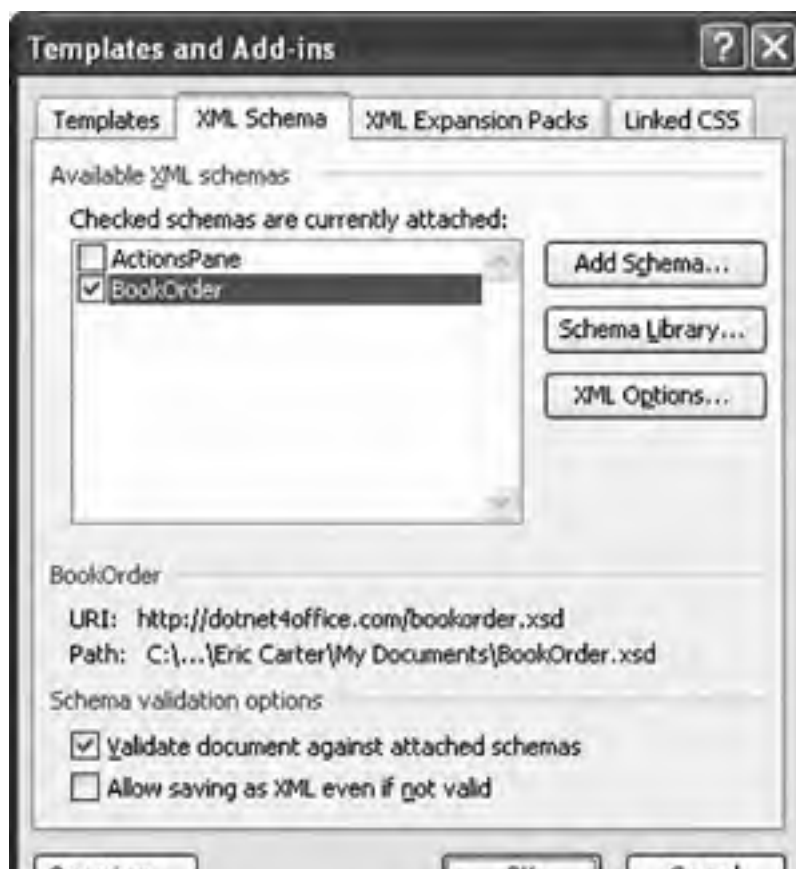 Templates and Add-ins
Templates XML Schema XML Expansion Packs Linked CSS
Available XML schemas
Checked schemas are currently attached:
ActionsPane
BookOrder
Add Schema...
Schema Library...
XML Options...
BookOrder
URI: http://dotnet4office.com/bookorder.xsd
Path: C:\...\Eric Carter\My Documents\BookOrder.xsd
Schema validation options
Validate document against attached schemas
Allow saving as XML even if not valid